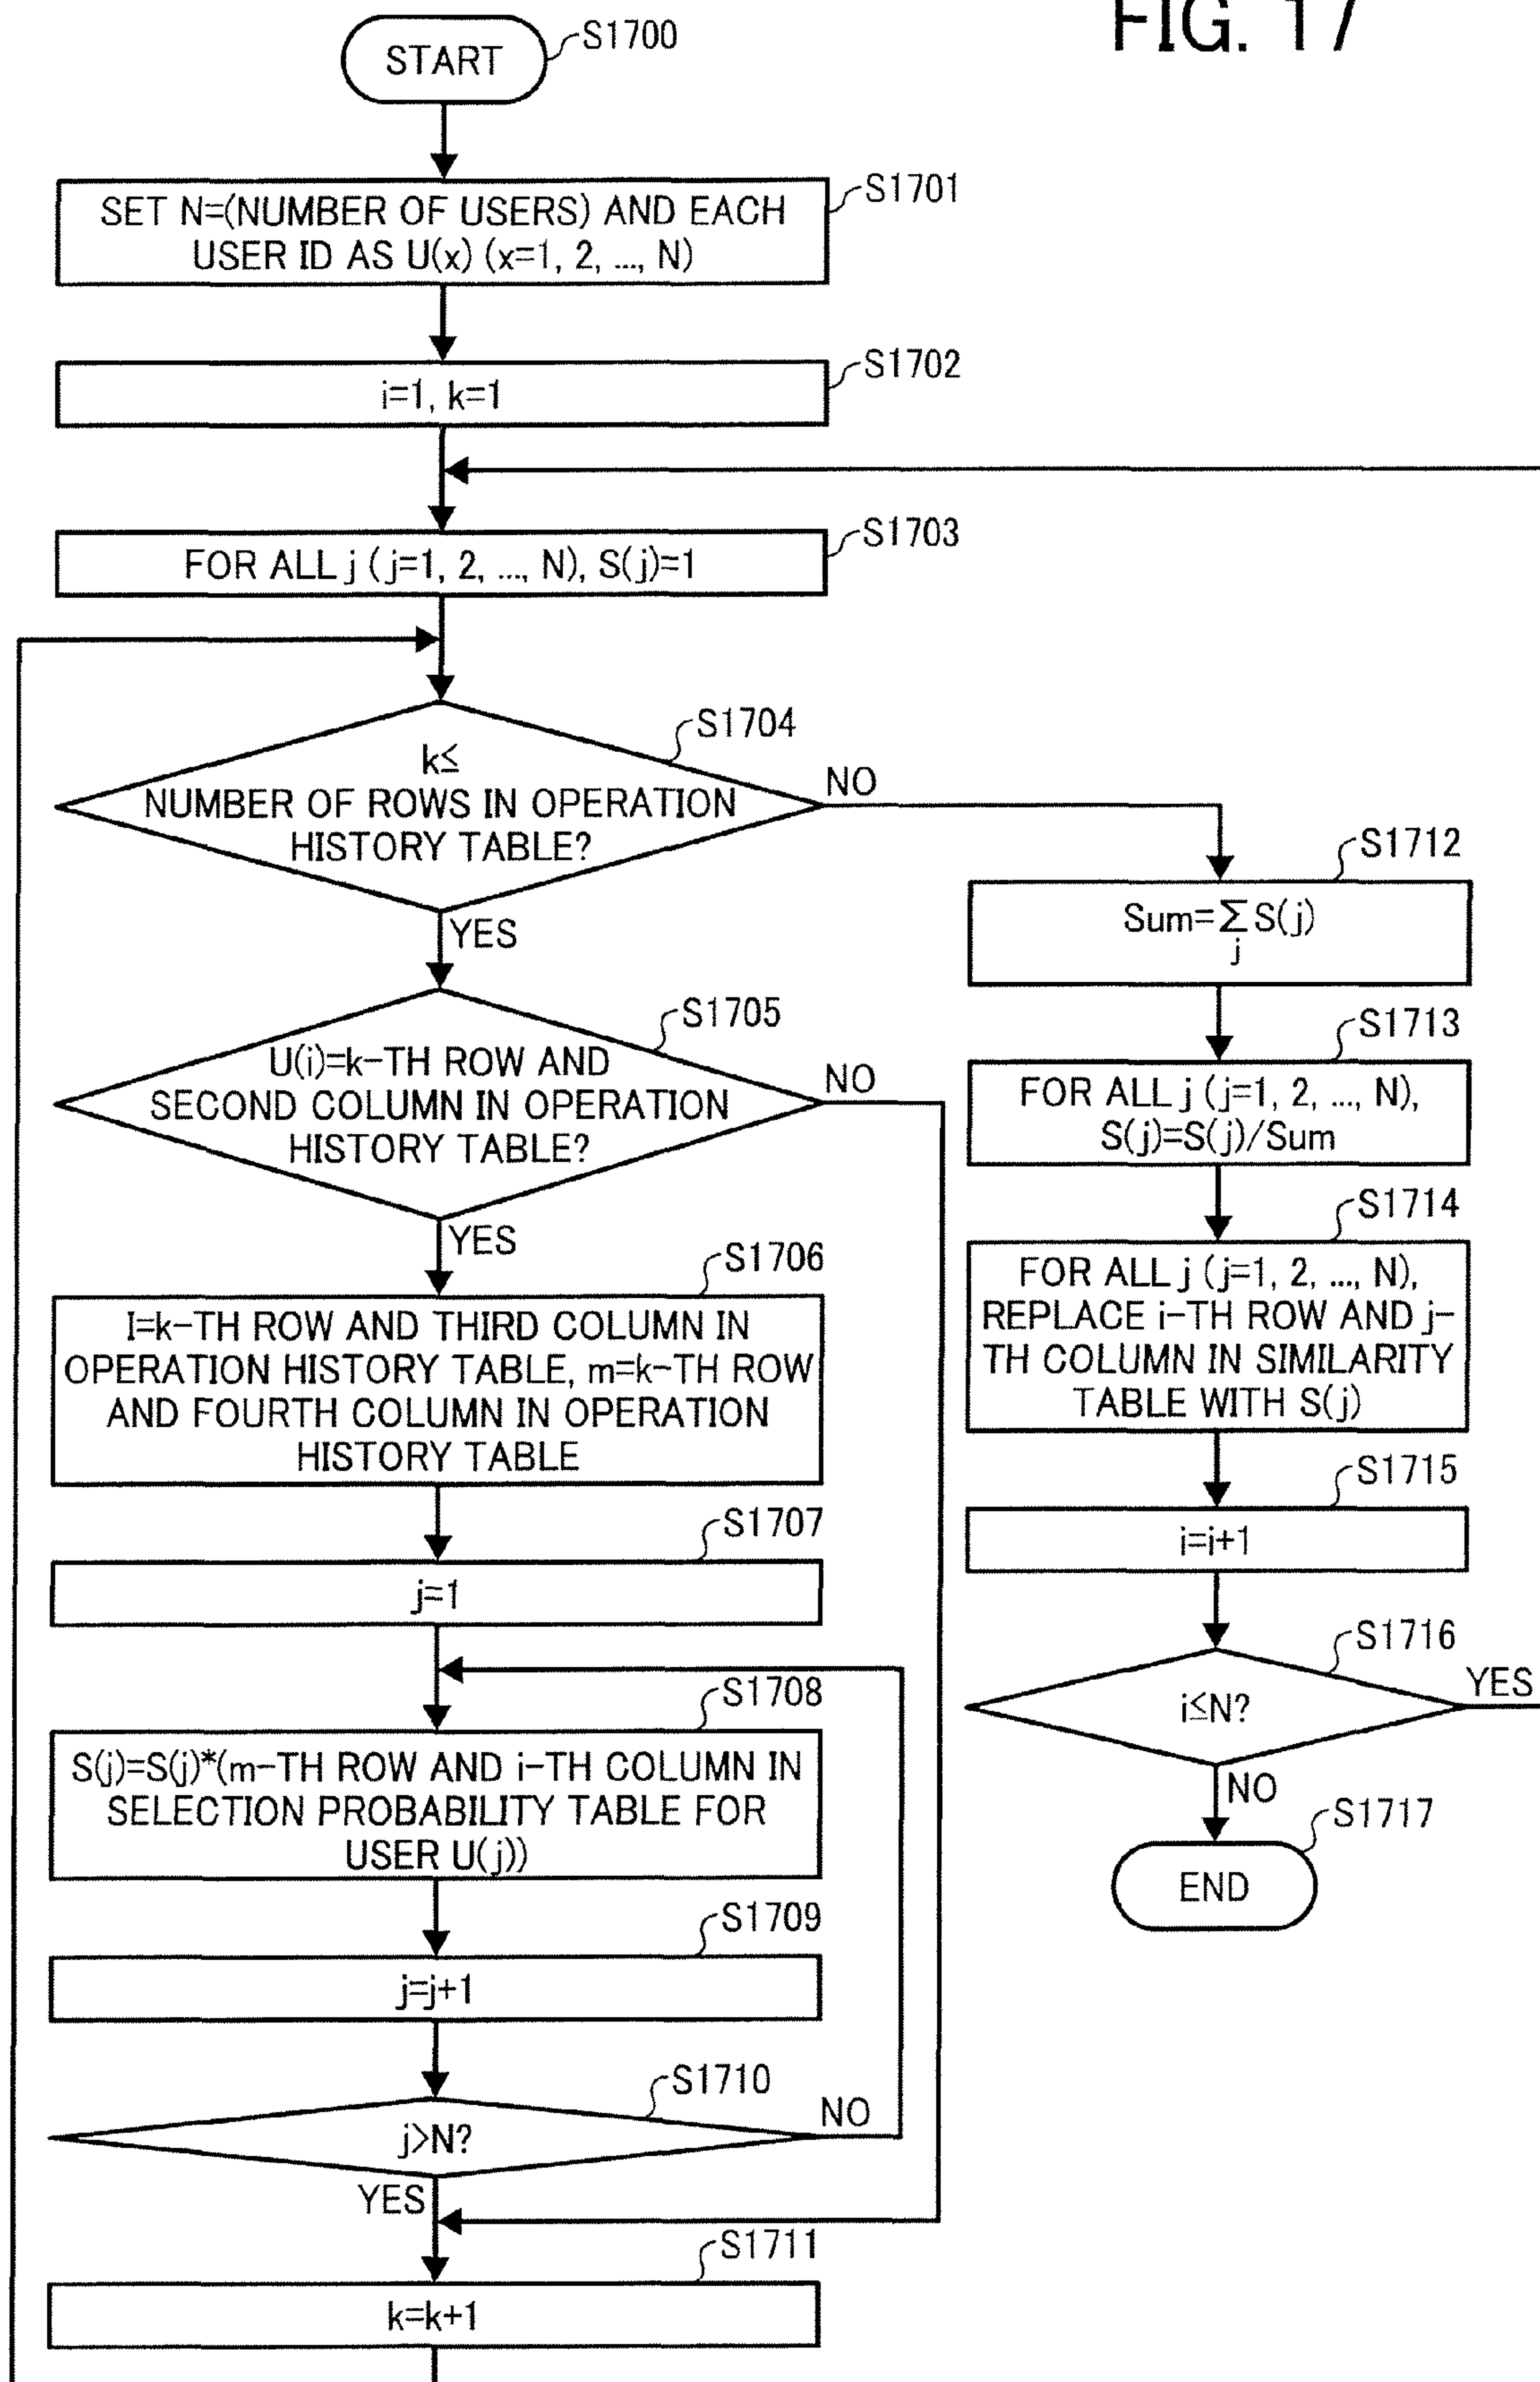 FIG. 17
START
S1700
SET N=(NUMBER OF USERS) AND EACH
USER ID AS U(x) (x=1, 2, ..., N)
S1701
i=1, k=1
S1702
FOR ALL j (j=1, 2, ..., N), S(j)=1
S1703
k≤
NUMBER OF ROWS IN OPERATION
HISTORY TABLE?
S1704
NO
YES
U(i)=k-TH ROW AND
SECOND COLUMN IN OPERATION
HISTORY TABLE?
S1705
NO
YES
l=k-TH ROW AND THIRD COLUMN IN
OPERATION HISTORY TABLE, m=k-TH ROW
AND FOURTH COLUMN IN OPERATION
HISTORY TABLE
S1706
j=1
S1707
S(j)=S(j)*(m-TH ROW AND i-TH COLUMN IN
SELECTION PROBABILITY TABLE FOR
USER U(j))
S1708
j=j+1
S1709
j>N?
S1710
NO
YES
k=k+1
S1711
Sum=∑S(j)
j
S1712
FOR ALL j (j=1, 2, ..., N),
S(j)=S(j)/Sum
S1713
FOR ALL j (j=1, 2, ..., N),
REPLACE i-TH ROW AND j-
TH COLUMN IN SIMILARITY
TABLE WITH S(j)
S1714
i=i+1
S1715
i≤N?
S1716
YES
NO
END
S1717